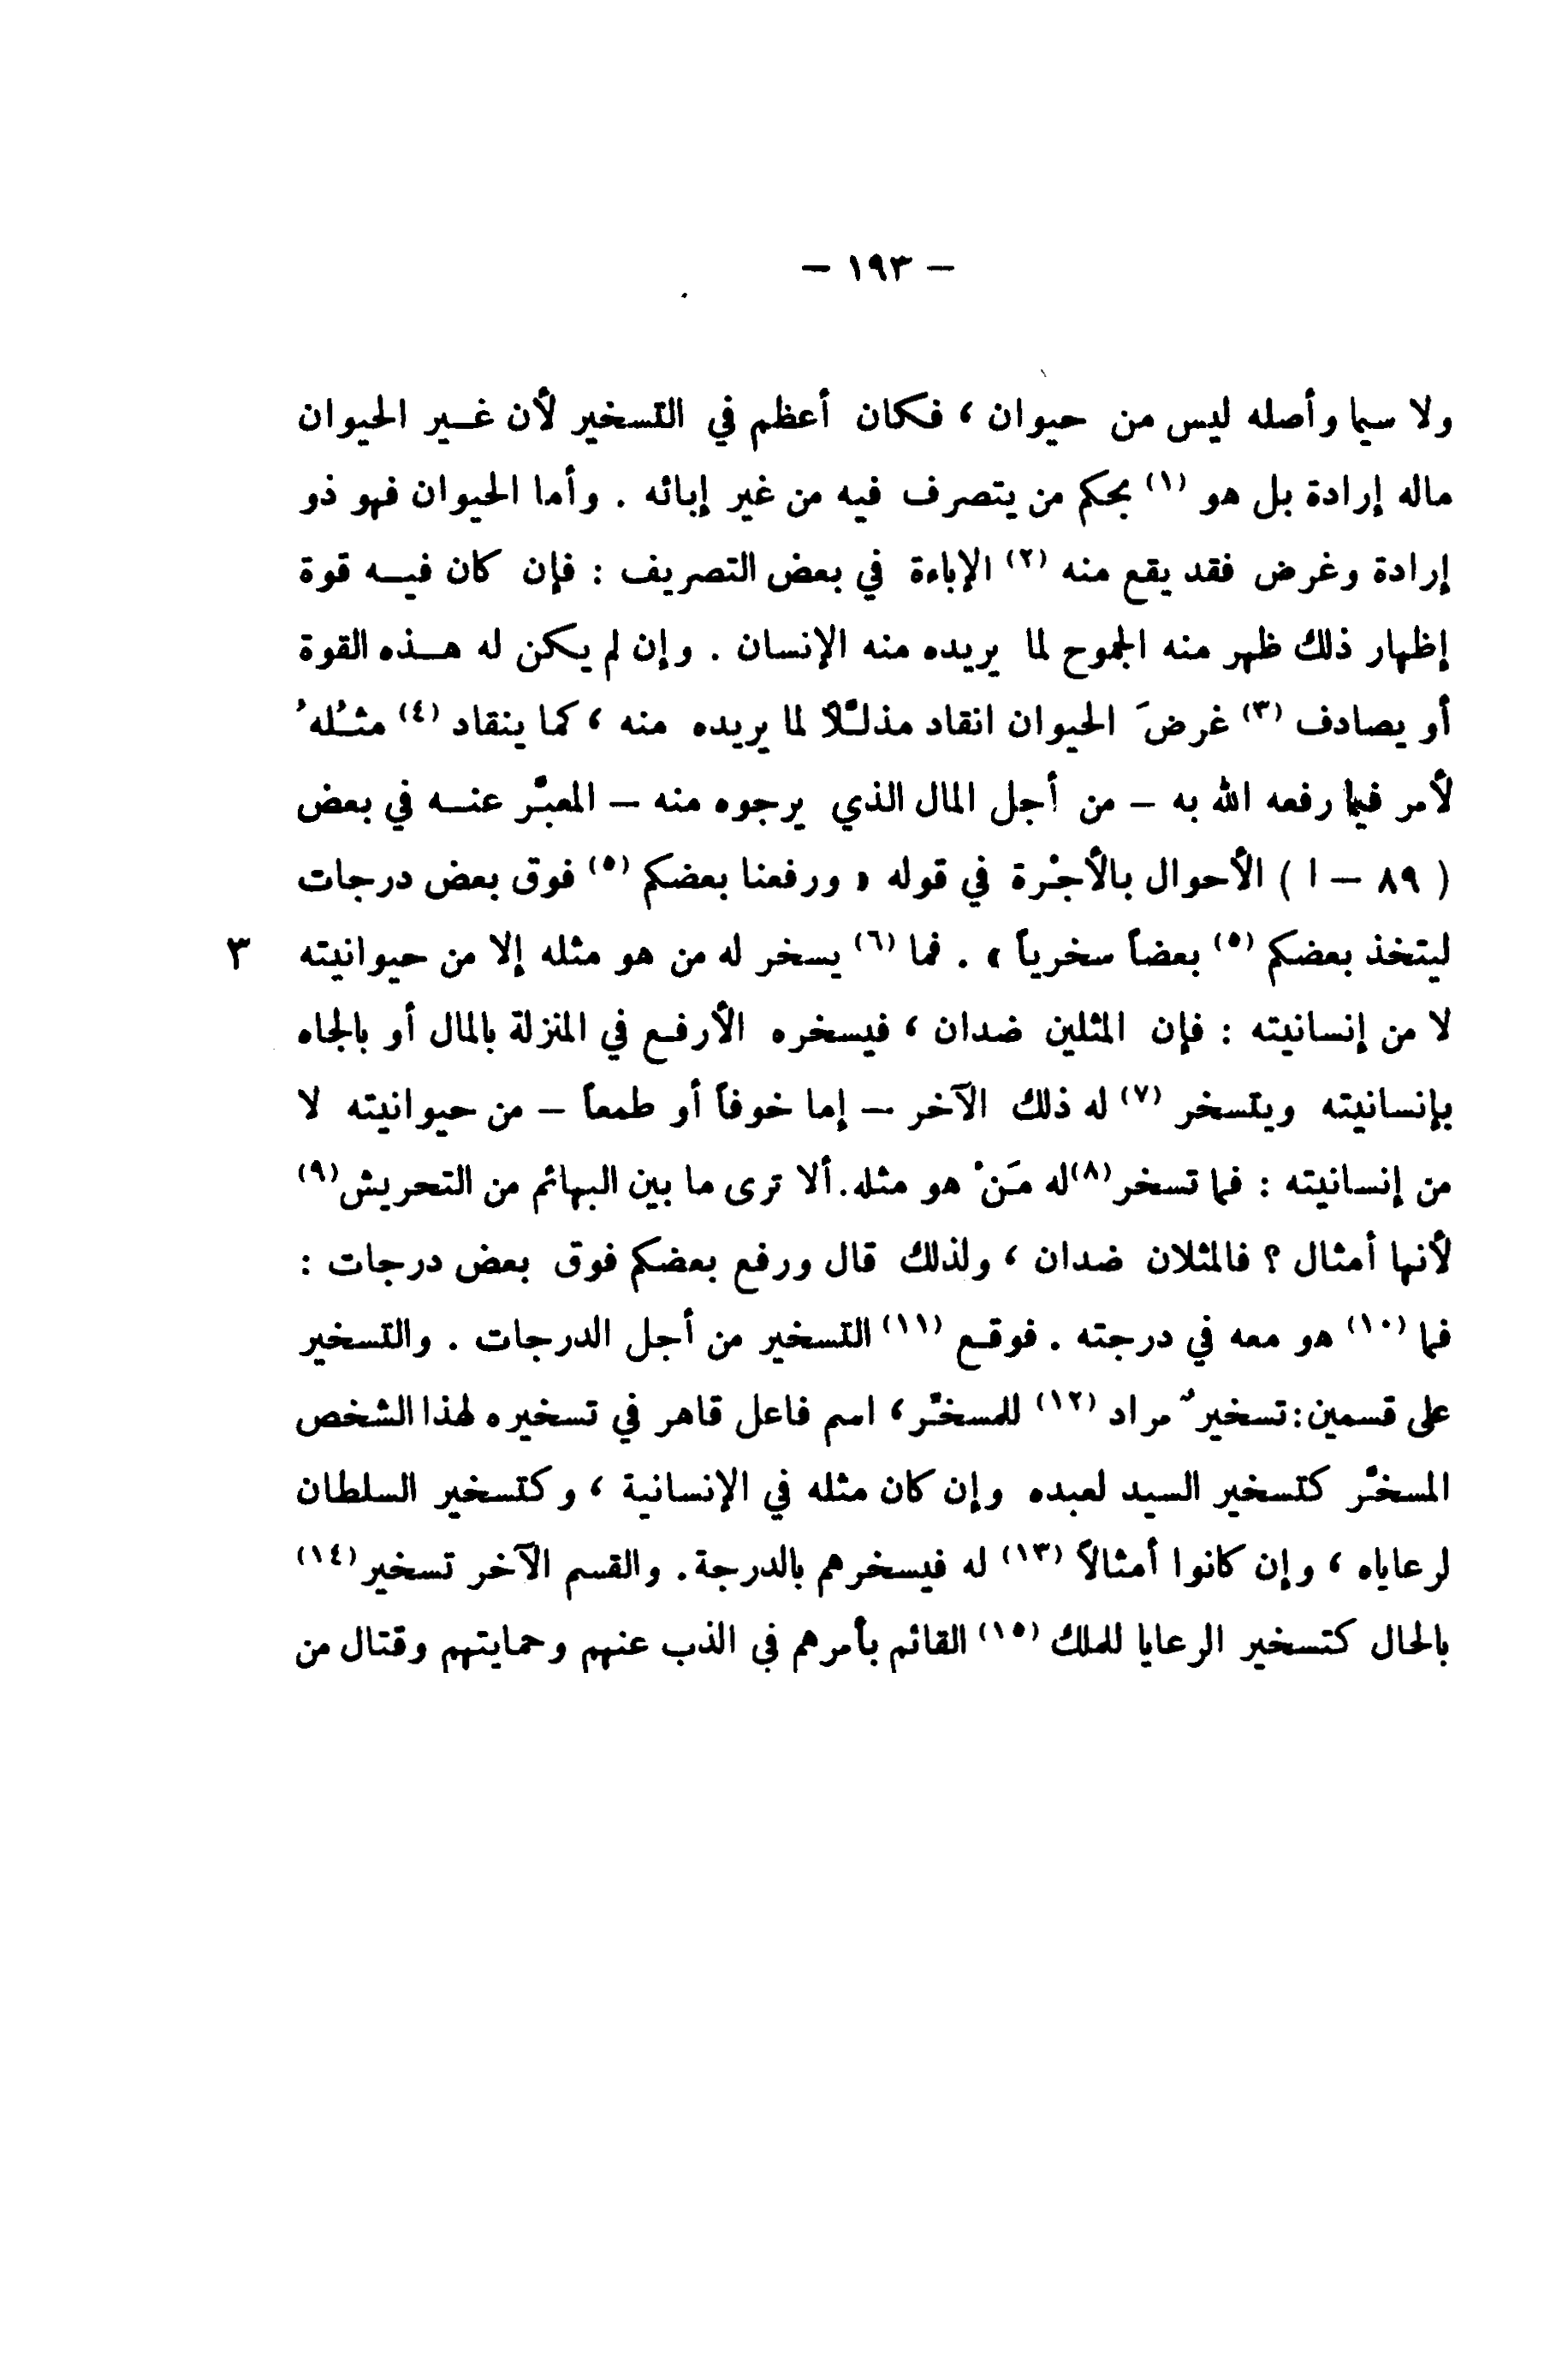 – ١٩٣ –
ولا سيما وأصله ليس من حيوان ، فكان أعظم في التسخير لأن غـير الحيوان
ماله إرادة بل هو (١) بحكم من يتصرف فيه من غير إبائه . وأما الحيوان فهو ذو
إرادة وغرض فقد يقع منه (٢) الإباءة في بعض التصريف : فإن كان فيـه قوة
إظهار ذلك ظهر منه الجموح لما يريده منه الإنسان . وإن لم يكن له هـذه القوة
أو يصادف (٣) غرضَ الحيوان انقاد مذللًا لما يريده منه ، كما ينقاد (٤) مثلُهُ
لأمر فيما رفعه الله به – من أجل المال الذي يرجوه منه – المعبَّر عنـه في بعض
( ٨٩ – ا ) الأحوال بالأجْرة في قوله « ورفعنا بعضكم (٥) فوق بعض درجات
ليتخذ بعضكم (٥) بعضاً سخرياً » . فما (٦) يسخر له من هو مثله إلا من حيوانيته ٣
لا من إنسانيته : فإن المثلين ضدان ، فيسخره الأرفـع في المنزلة بالمال أو بالجاه
بإنسانيته ويتسخر (٧) له ذلك الآخر – إما خوفاً أو طمعاً – من حيوانيته لا
من إنسانيته : فما تسخر (٨) له مَنْ هو مثله. ألا ترى ما بين البهائم من التحريش (٩)
لأنها أمثال ؟ فالمثلان ضدان ، ولذلك قال ورفع بعضكم فوق بعض درجات :
فما (١٠) هو معه في درجته . فوقـع (١١) التسخير من أجل الدرجات . والتسخير
على قسمين: تسخيرٌ مراد (١٢) للمسخِّر، اسم فاعل قاهر في تسخيره لهذا الشخص
المسخَّر كتسخير السيد لعبده وإن كان مثله في الإنسانية ، وكتسخير السلطان
لرعاياه ، وإن كانوا أمثالاً (١٣) له فيسخرهم بالدرجة. والقسم الآخر تسخير (١٤)
بالحال كتسخير الرعايا للملك (١٥) القائم بأمرهم في الذب عنهم وحمايتهم وقتال من